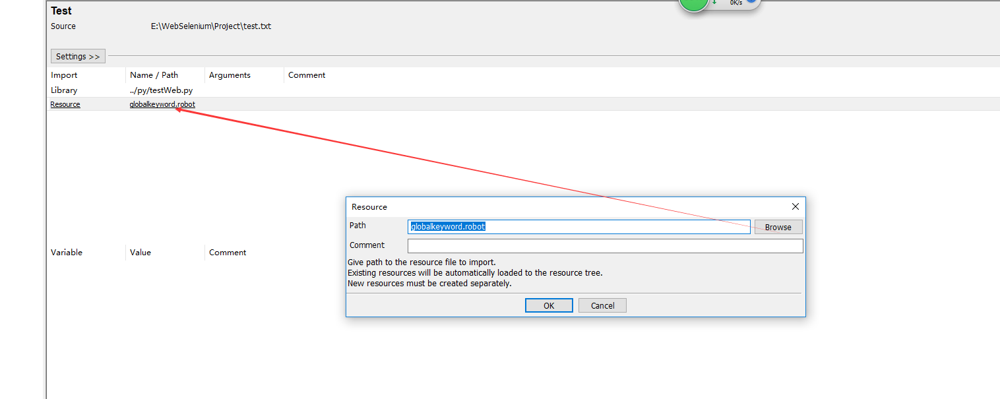 0K/s
Test
Source E:\WebSelenium\Project\test.txt
Settings >>
Import Name / Path Arguments Comment
Library ../py/testWeb.py
Resource globalkeyword.robot
Resource
Path globalkeyword.robot Browse
Comment
Give path to the resource file to import.
Existing resources will be automatically loaded to the resource tree.
New resources must be created separately.
OK Cancel
Variable Value Comment